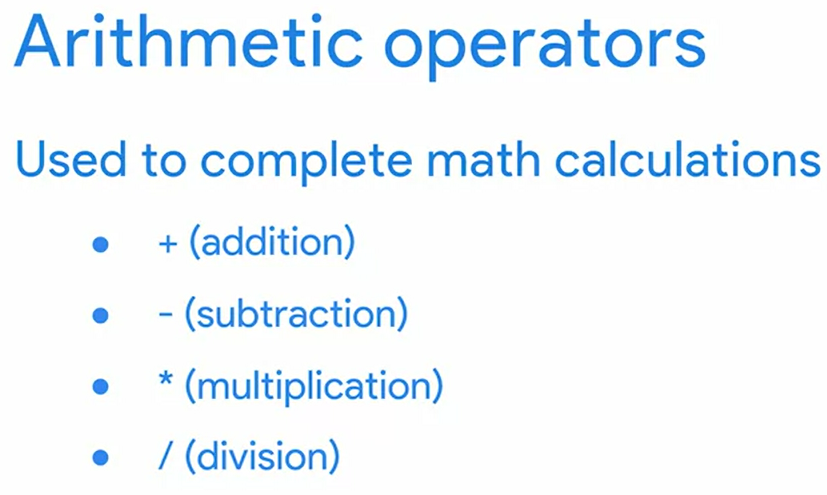 Arithmetic operators
Used to complete math calculations
● + (addition)
● - (subtraction)
● * (multiplication)
● / (division)